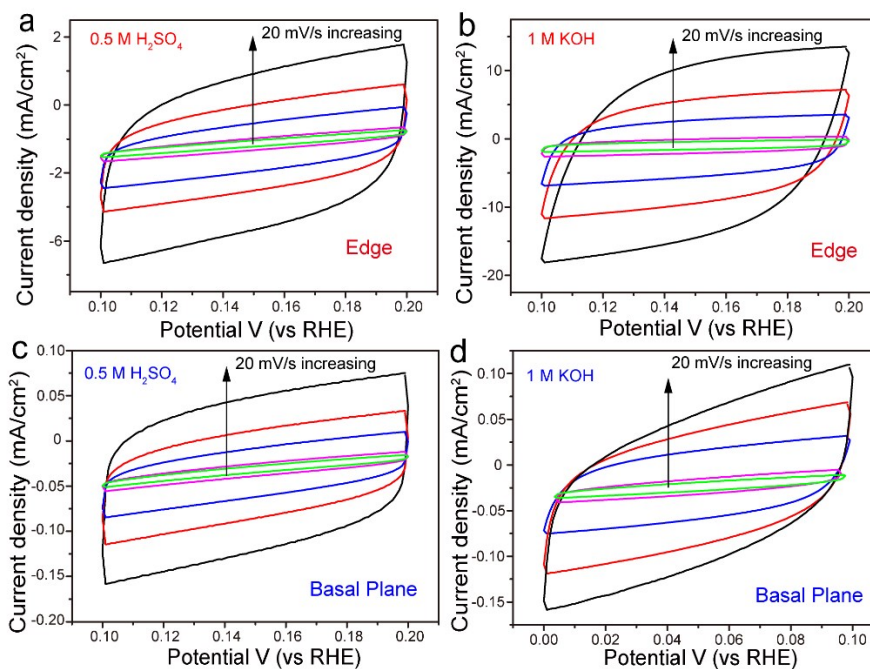 a
0.5 M H₂SO₄
20 mV/s increasing
Current density (mA/cm²)
2
0
-2
-4
-6
Edge
0.10 0.12 0.14 0.16 0.18 0.20
Potential V (vs RHE)
b
1 M KOH
20 mV/s increasing
Current density (mA/cm²)
10
0
-10
-20
Edge
0.10 0.12 0.14 0.16 0.18 0.20
Potential V (vs RHE)
c
0.5 M H₂SO₄
20 mV/s increasing
Current density (mA/cm²)
0.10
0.05
0
-0.05
-0.10
-0.15
-0.20
Basal Plane
0.10 0.12 0.14 0.16 0.18 0.20
Potential V (vs RHE)
d
1 M KOH
20 mV/s increasing
Current density (mA/cm²)
0.10
0.05
0
-0.05
-0.10
-0.15
Basal Plane
0.00 0.02 0.04 0.06 0.08 0.10
Potential V (vs RHE)